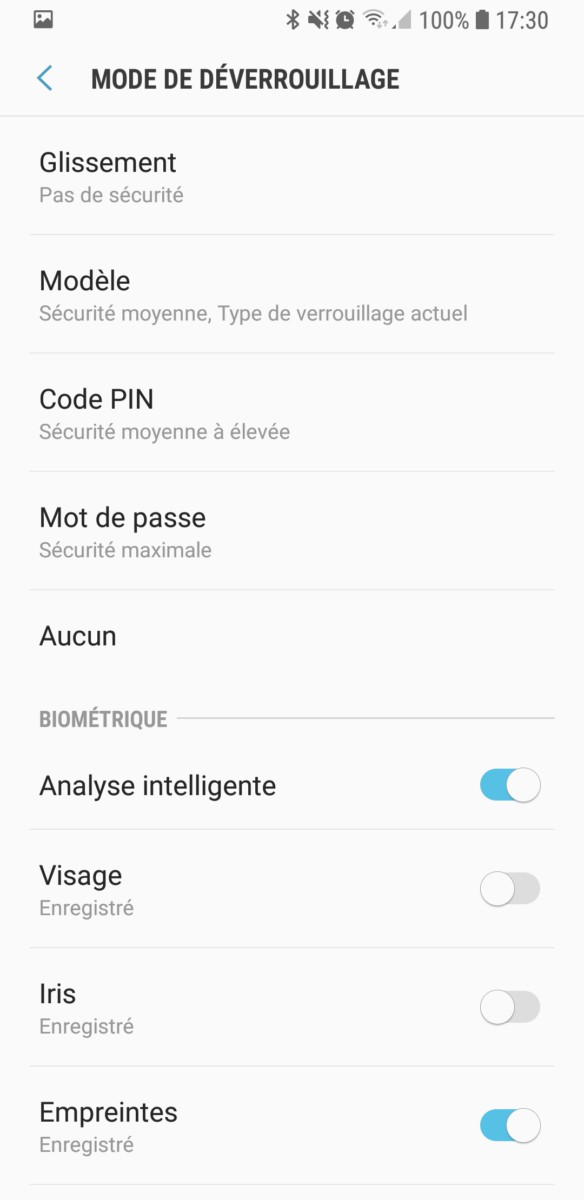 100% 17:30
MODE DE DÉVERROUILLAGE
Glissement
Pas de sécurité
Modèle
Sécurité moyenne, Type de verrouillage actuel
Code PIN
Sécurité moyenne à élevée
Mot de passe
Sécurité maximale
Aucun
BIOMÉTRIQUE
Analyse intelligente
Visage
Enregistré
Iris
Enregistré
Empreintes
Enregistré